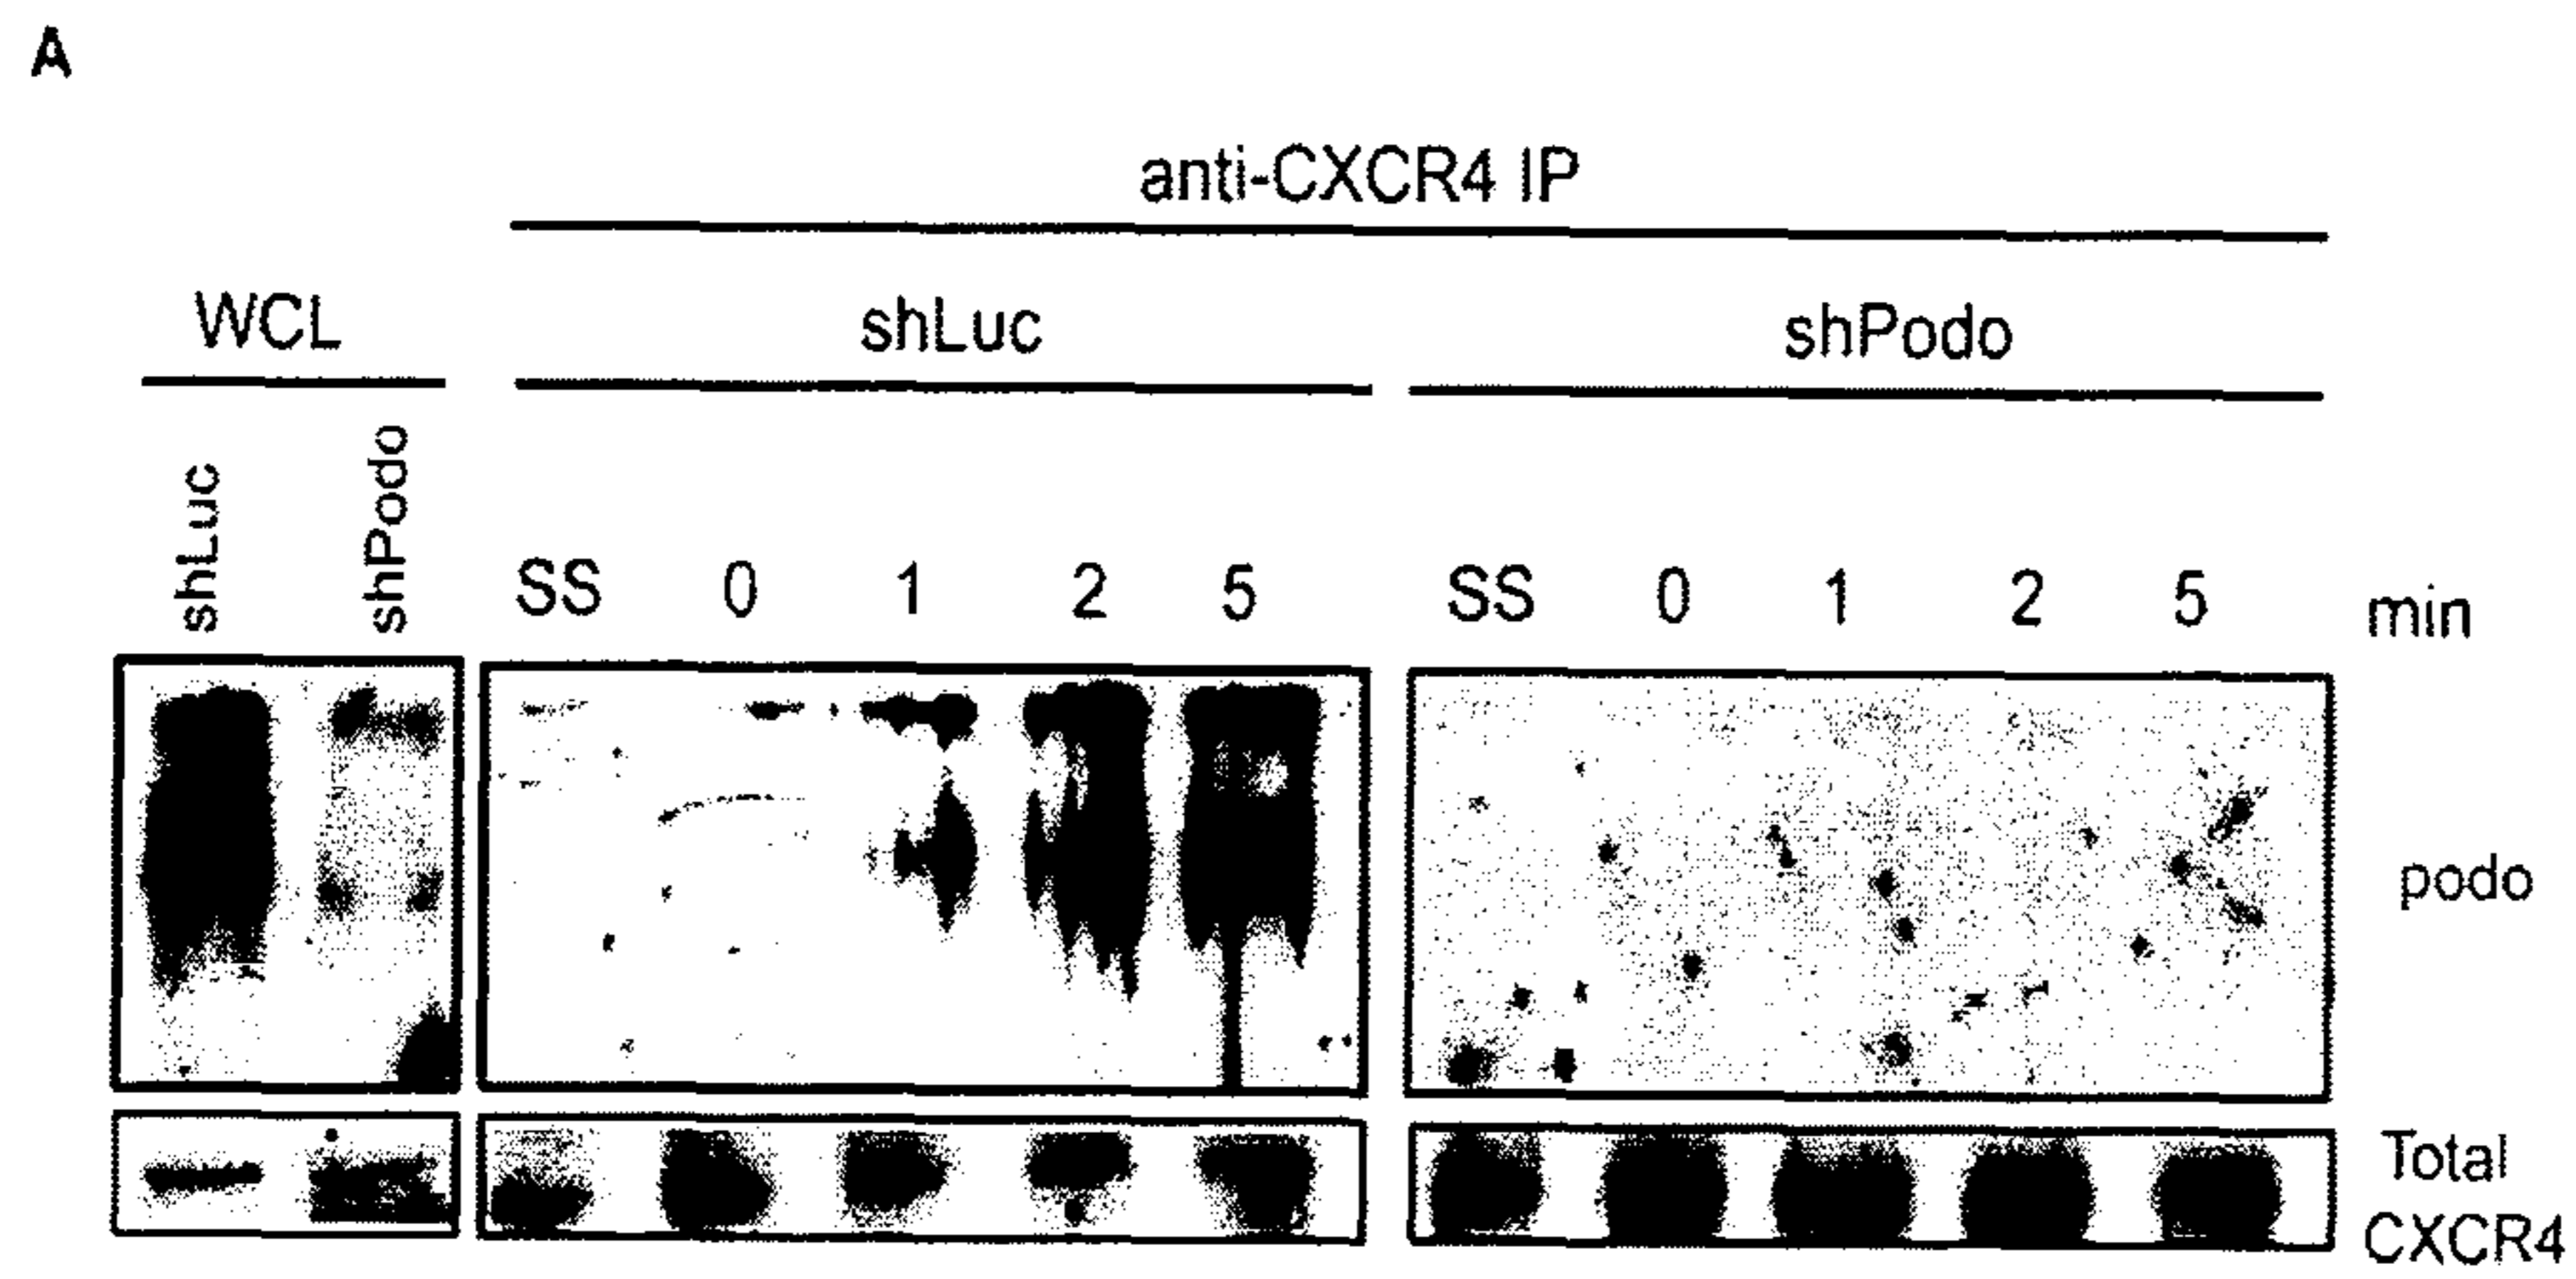 A
anti-CXCR4 IP
WCL shLuc shPodo
shLuc shPodo SS 0 1 2 5 SS 0 1 2 5 min
podo
Total
CXCR4